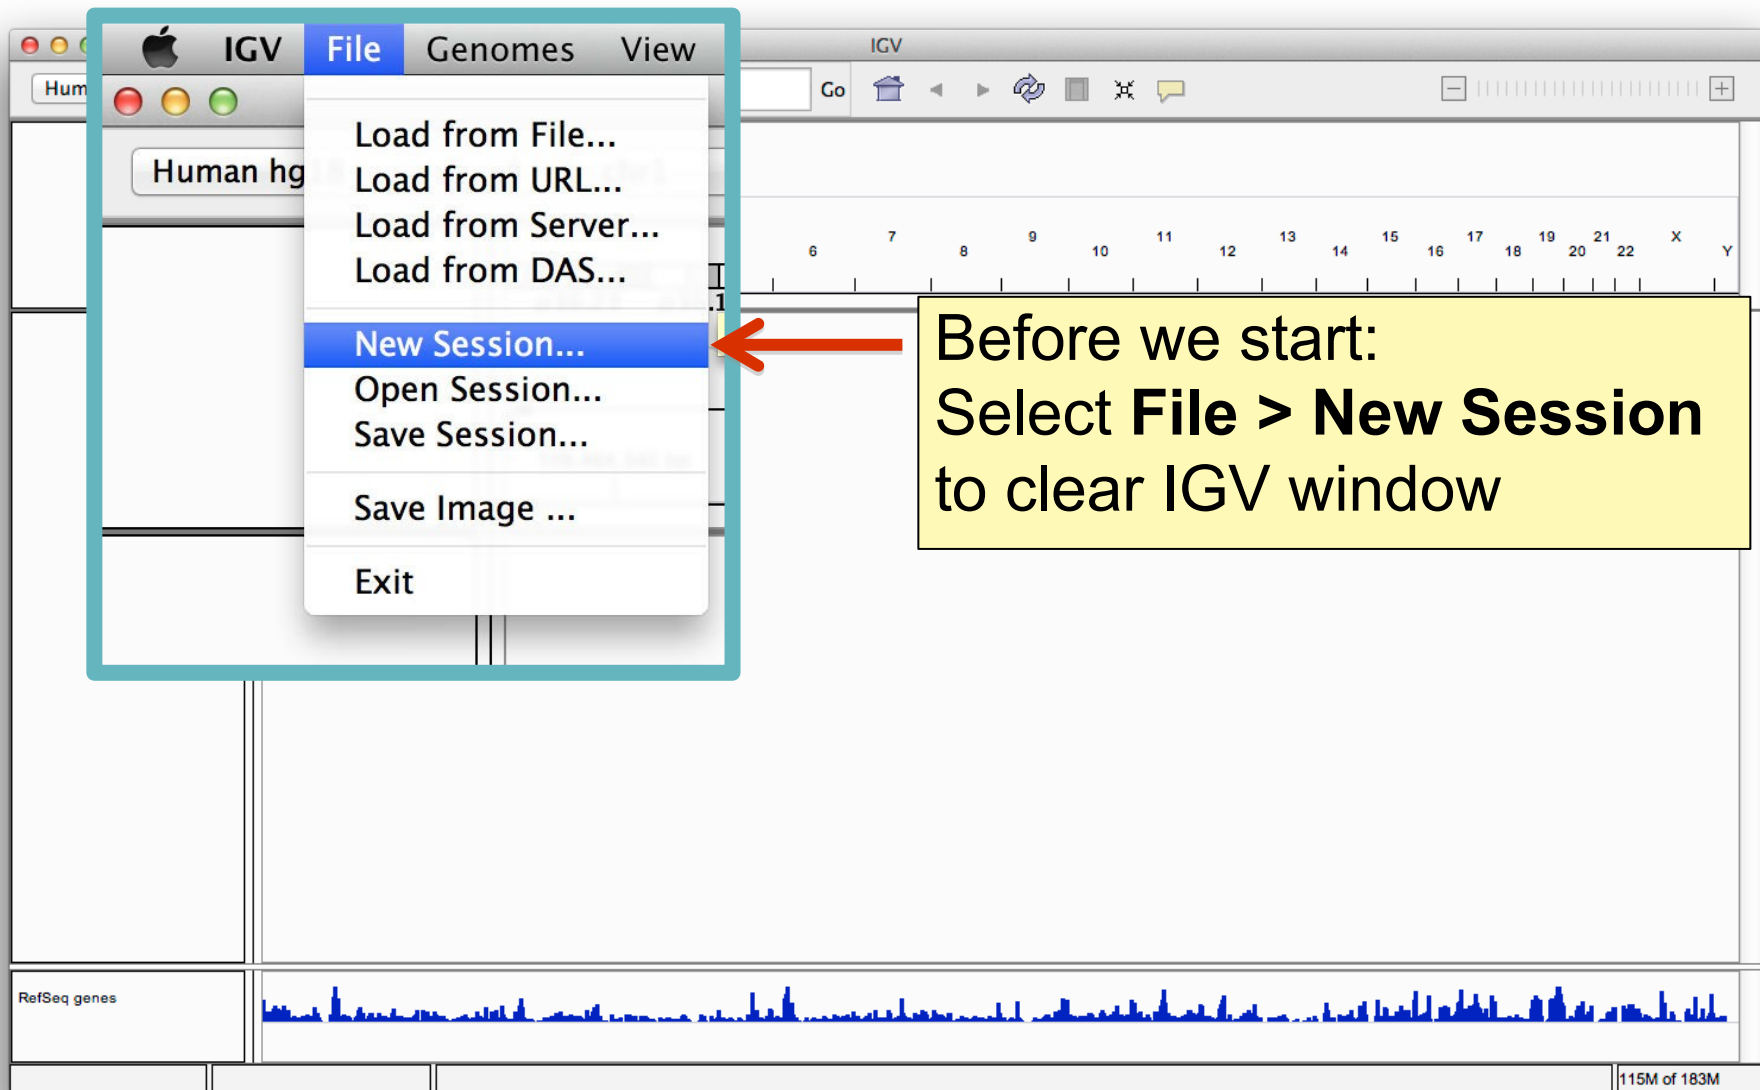 IGV File Genomes View
IGV
Hum
Go
Human hg
Load from File...
Load from URL...
Load from Server...
Load from DAS...
New Session...
Open Session...
Save Session...
Save Image ...
Exit
6 7 8 9 10 11 12 13 14 15 16 17 18 19 20 21 22 X Y
Before we start:
Select File > New Session
to clear IGV window
RefSeq genes
115M of 183M